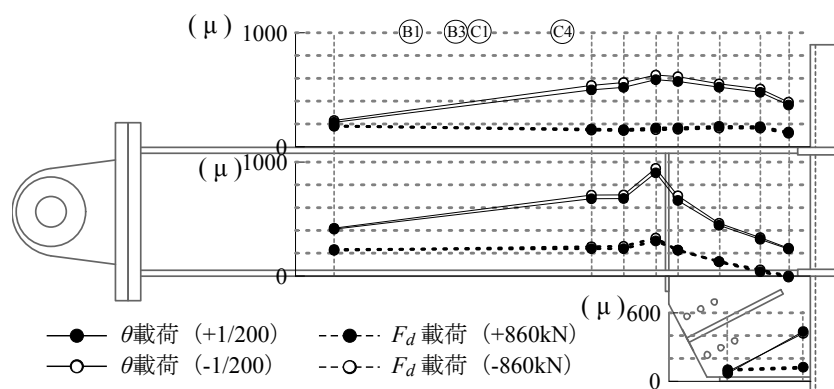 (μ) 1000 B1 B3 C1 C4
0
(μ) 1000
0
(μ) 600
0
θ載荷 (+1/200) Fd 載荷 (+860kN)
θ載荷 (-1/200) Fd 載荷 (-860kN)